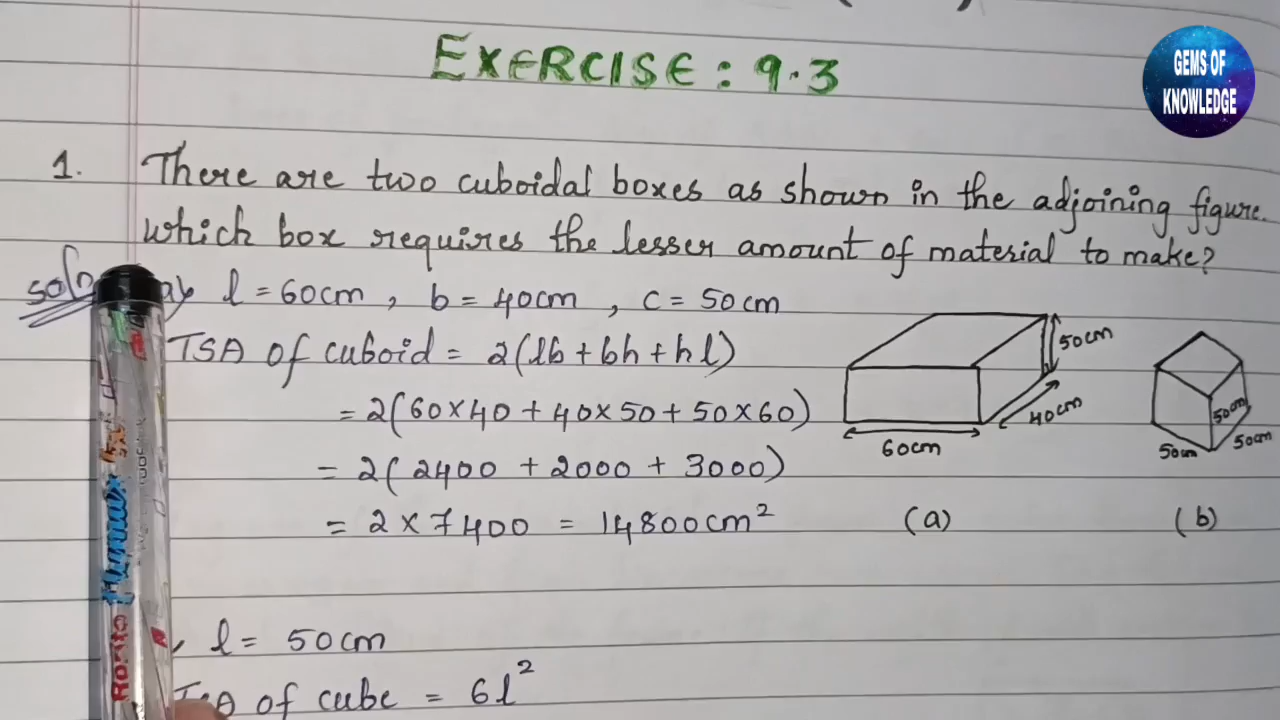 EXERCISE: 9.3
GEMS OF
KNOWLEDGE
1. There are two cuboidal boxes as shown in the adjoining figure.
which box requires the lesser amount of material to make?
Soln l = 60cm, b = 40cm, c = 50cm
TSA of cuboid = 2(lb + bh + hl)
= 2(60×40 + 40×50 + 50×60)
= 2(2400 + 2000 + 3000)
= 2 × 7400 = 14800cm²
50cm
40cm
60cm
(a)
50cm
50cm
50cm
(b)
l = 50cm
TSA of cube = 6l²
Rorito